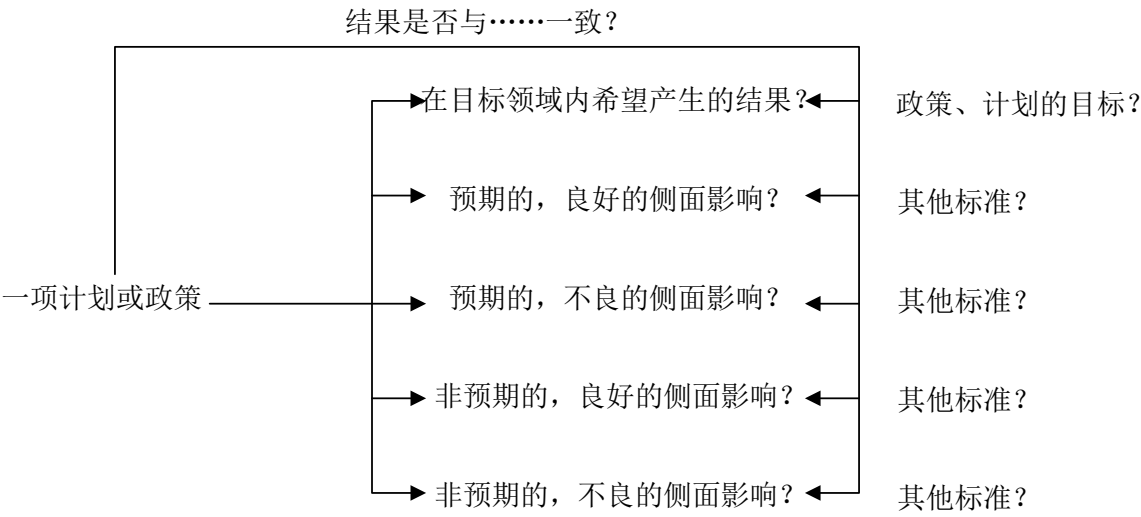 结果是否与……一致？
在目标领域内希望产生的结果？
政策、计划的目标？
预期的，良好的侧面影响？
其他标准？
一项计划或政策
预期的，不良的侧面影响？
其他标准？
非预期的，良好的侧面影响？
其他标准？
非预期的，不良的侧面影响？
其他标准？